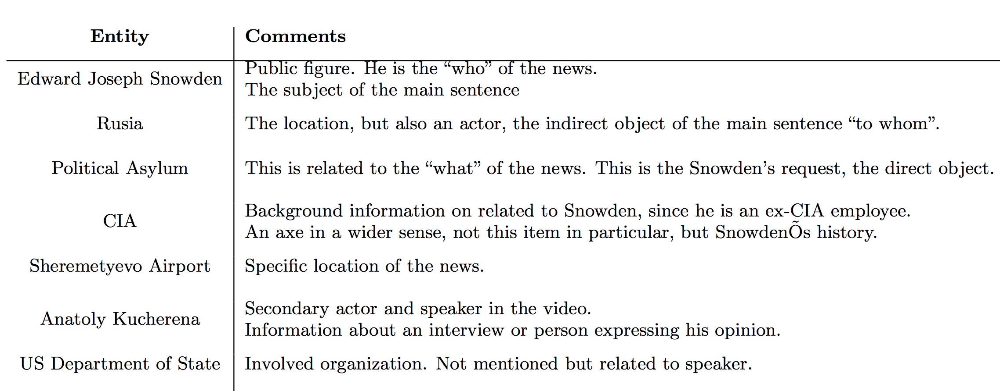 Entity Comments
Edward Joseph Snowden Public figure. He is the “who” of the news.
The subject of the main sentence
Rusia The location, but also an actor, the indirect object of the main sentence “to whom”.
Political Asylum This is related to the “what” of the news. This is the Snowden’s request, the direct object.
CIA Background information on related to Snowden, since he is an ex-CIA employee.
An axe in a wider sense, not this item in particular, but SnowdenÕs history.
Sheremetyevo Airport Specific location of the news.
Anatoly Kucherena Secondary actor and speaker in the video.
Information about an interview or person expressing his opinion.
US Department of State Involved organization. Not mentioned but related to speaker.